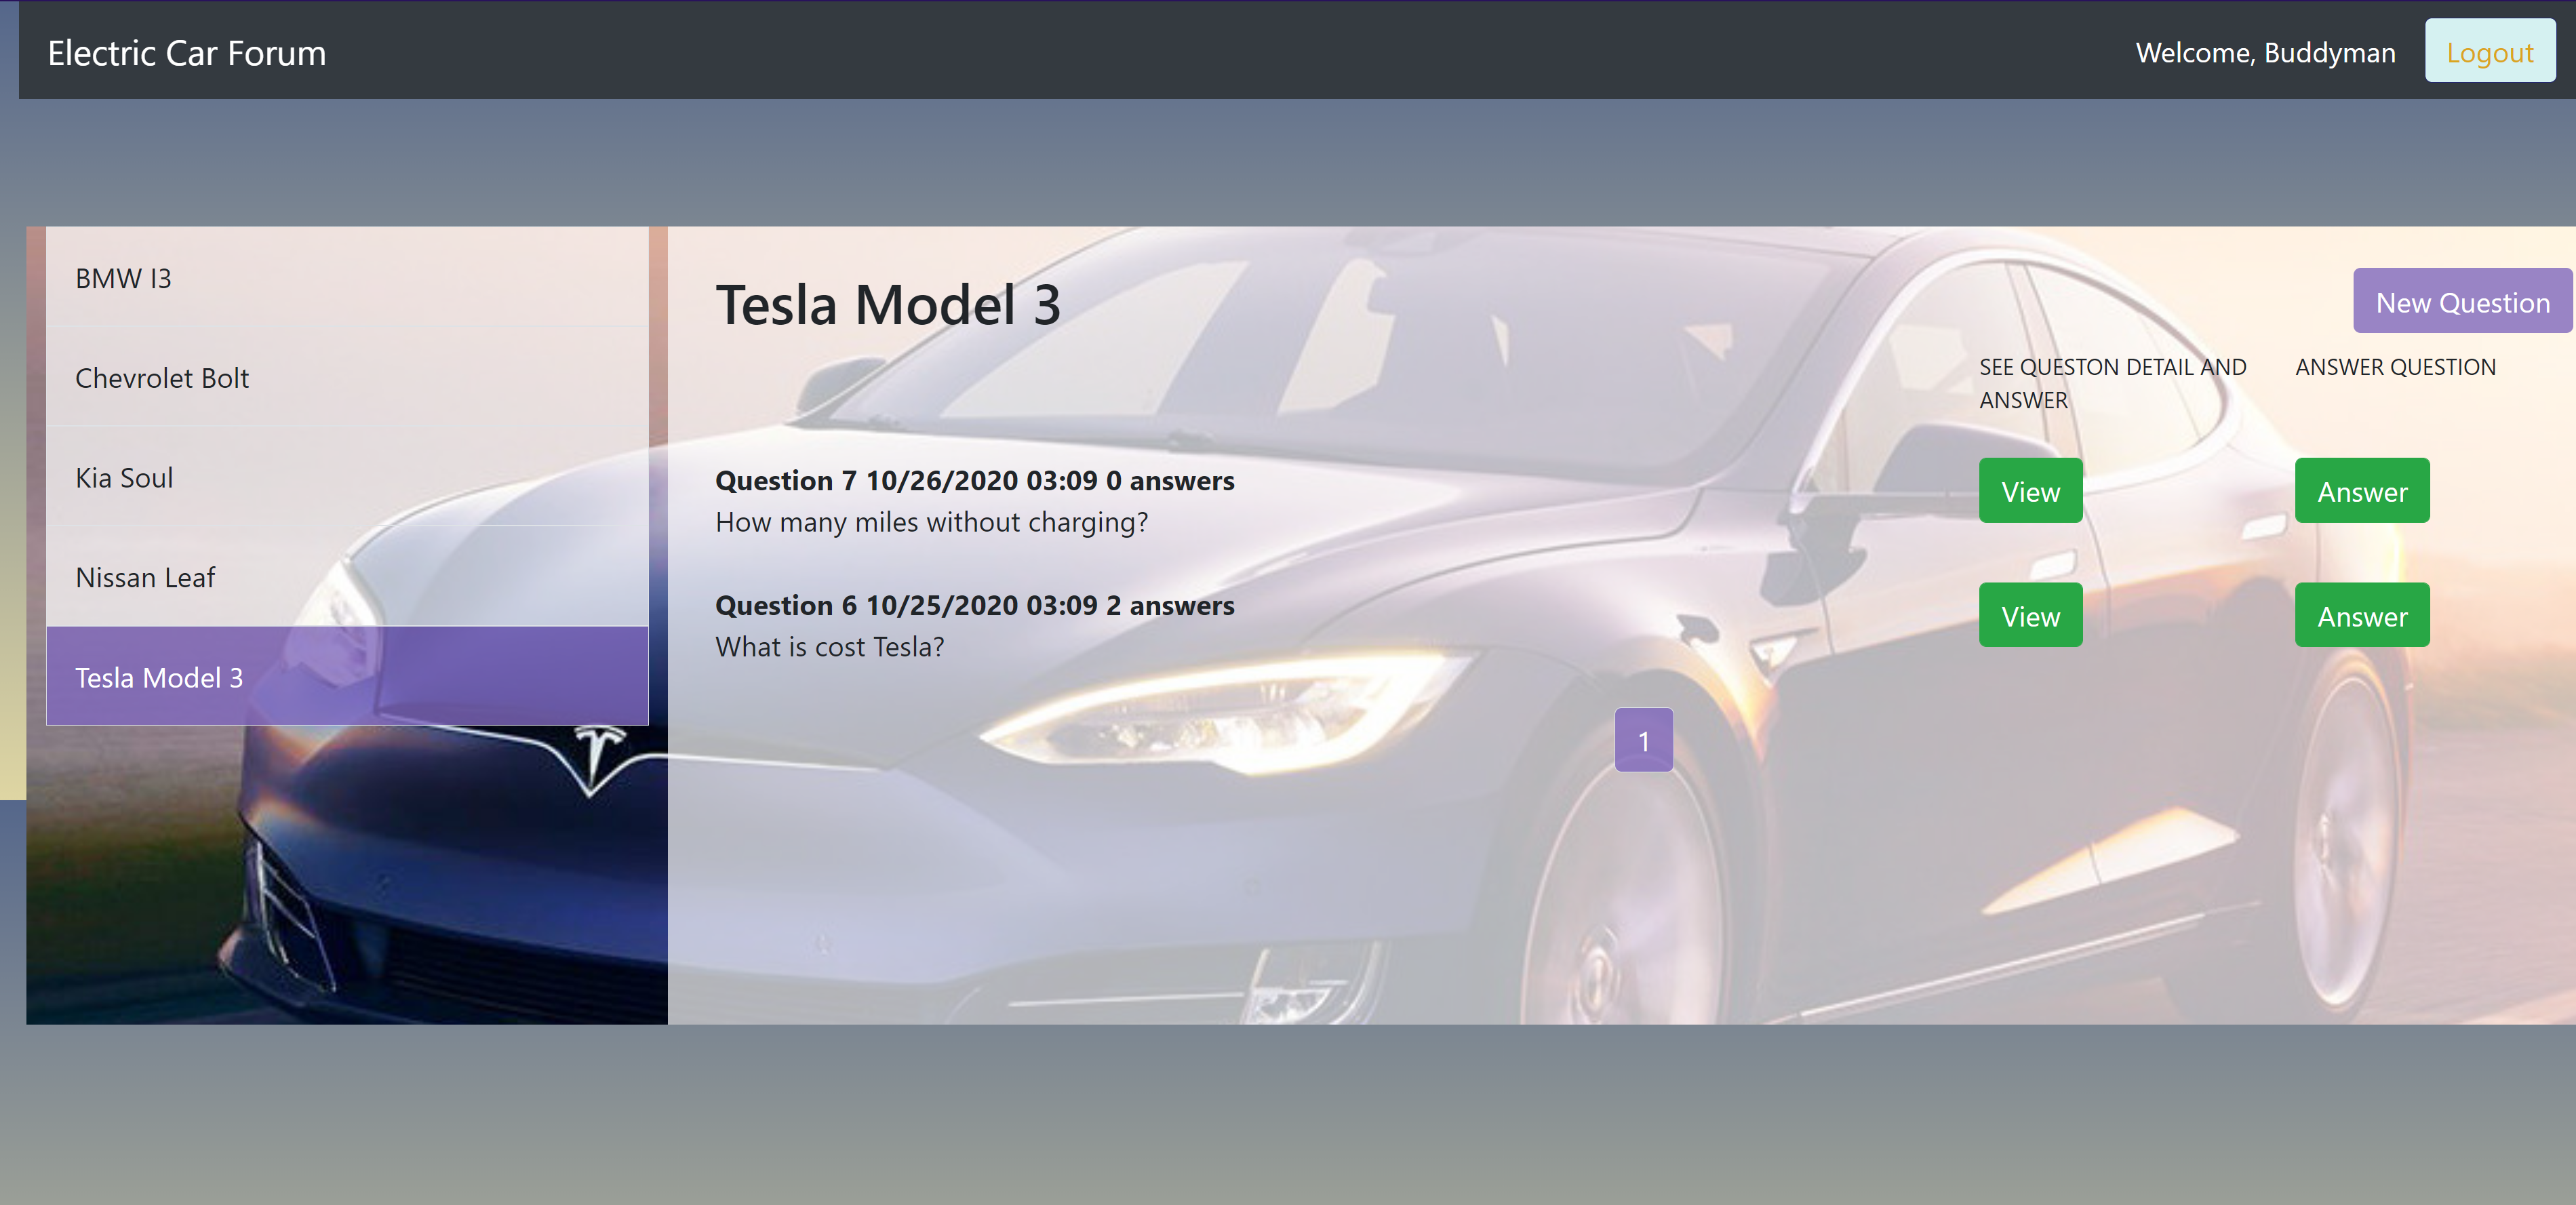 Electric Car Forum
Welcome, Buddyman
Logout
BMW I3
Chevrolet Bolt
Kia Soul
Nissan Leaf
Tesla Model 3
Tesla Model 3
New Question
SEE QUESTON DETAIL AND
ANSWER
ANSWER QUESTION
Question 7 10/26/2020 03:09 0 answers
How many miles without charging?
View
Answer
Question 6 10/25/2020 03:09 2 answers
What is cost Tesla?
View
Answer
1